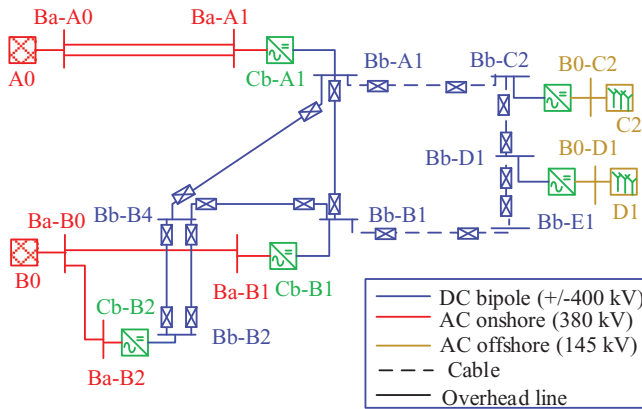 Ba-A0
Ba-A1
A0
Cb-A1
Bb-A1
Bb-C2
B0-C2
C2
Bb-D1
B0-D1
D1
Bb-B4
Bb-B1
Bb-E1
Ba-B0
B0
Ba-B1
Cb-B1
Cb-B2
Bb-B2
Ba-B2
DC bipole (+/-400 kV)
AC onshore (380 kV)
AC offshore (145 kV)
Cable
Overhead line